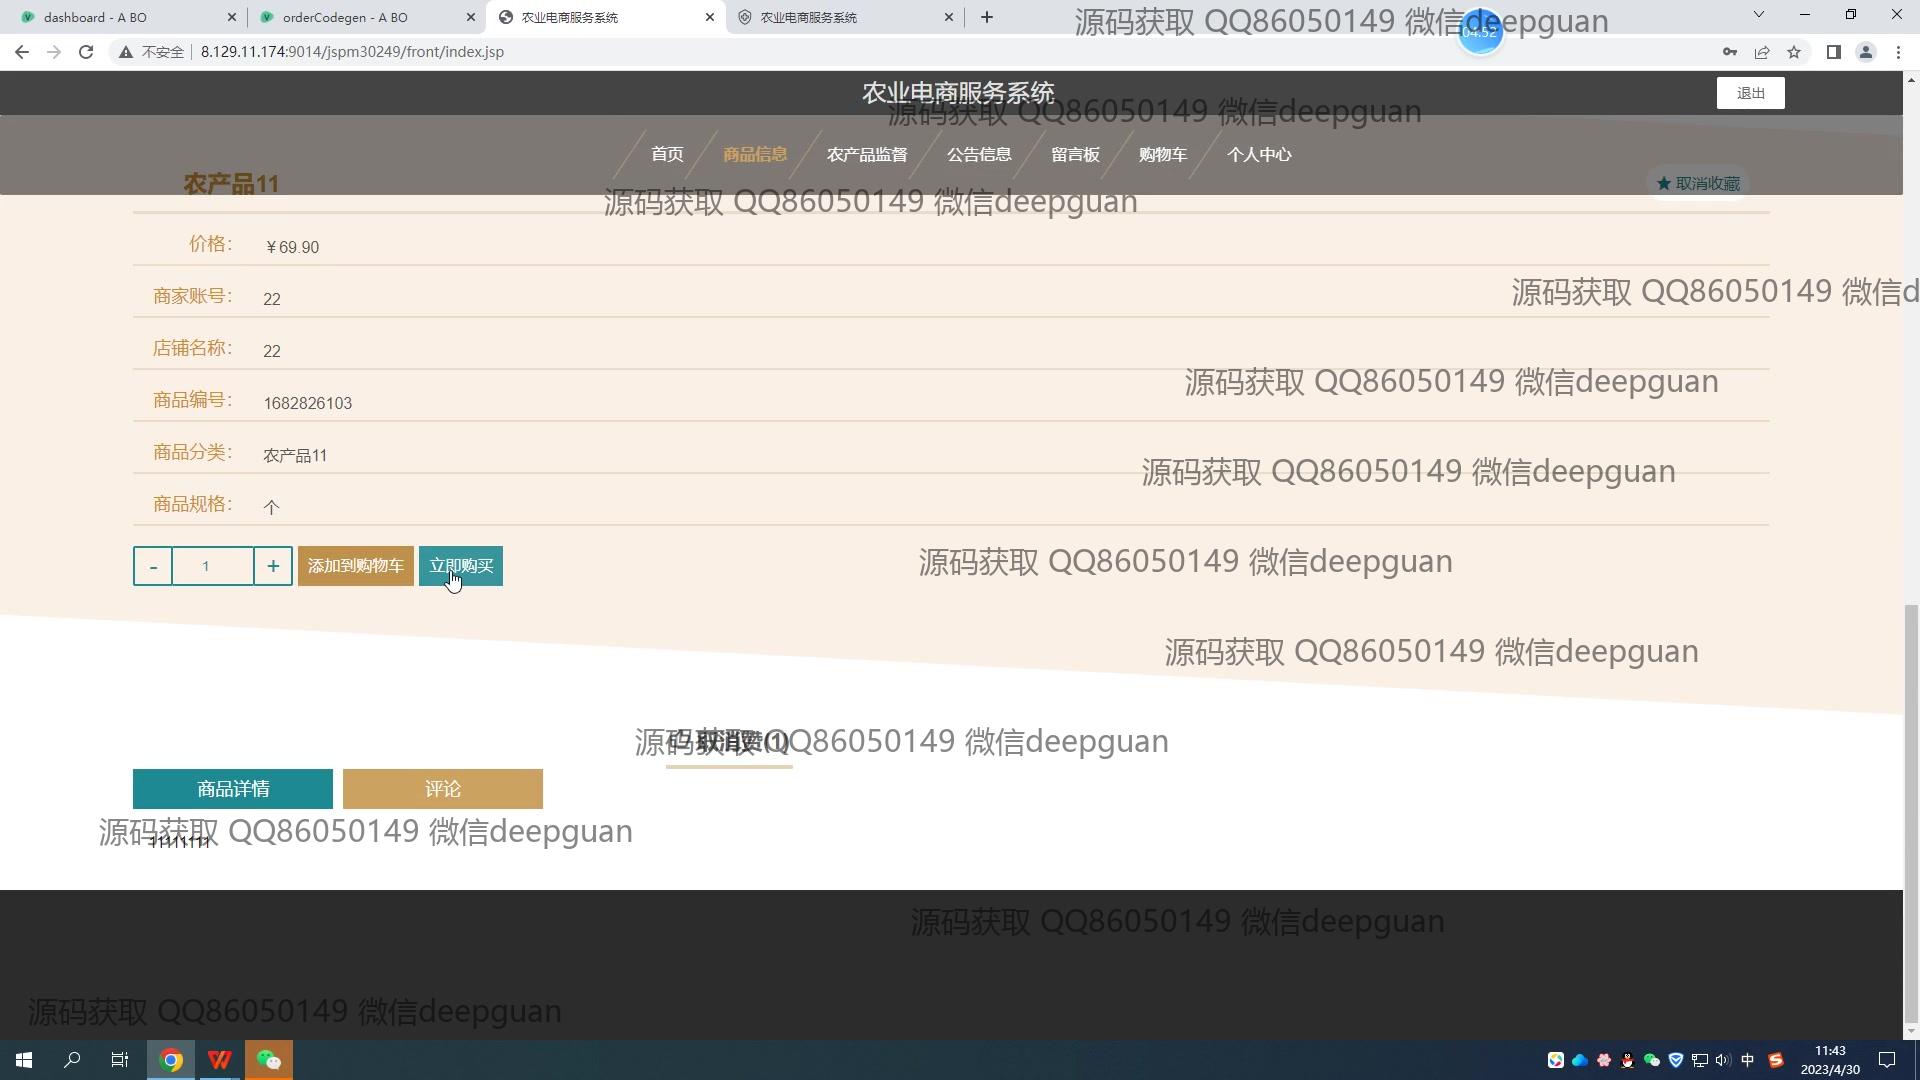 dashboard - A BO
orderCodegen - A BO
农业电商服务系统
农业电商服务系统
源码获取 QQ86050149 微信deepguan
04:52
不安全
8.129.11.174:9014/jspm30249/front/index.jsp
农业电商服务系统
退出
源码获取 QQ86050149 微信deepguan
首页
商品信息
农产品监督
公告信息
留言板
购物车
个人中心
农产品11
取消收藏
源码获取 QQ86050149 微信deepguan
价格：
￥69.90
商家账号：
22
源码获取 QQ86050149 微信d
店铺名称：
22
源码获取 QQ86050149 微信deepguan
商品编号：
1682826103
商品分类：
农产品11
源码获取 QQ86050149 微信deepguan
商品规格：
个
-
1
+
添加到购物车
立即购买
源码获取 QQ86050149 微信deepguan
源码获取 QQ86050149 微信deepguan
源码获取 QQ86050149 微信deepguan
取消赞(1)
商品详情
评论
源码获取 QQ86050149 微信deepguan
11111111
源码获取 QQ86050149 微信deepguan
源码获取 QQ86050149 微信deepguan
中
11:43
2023/4/30